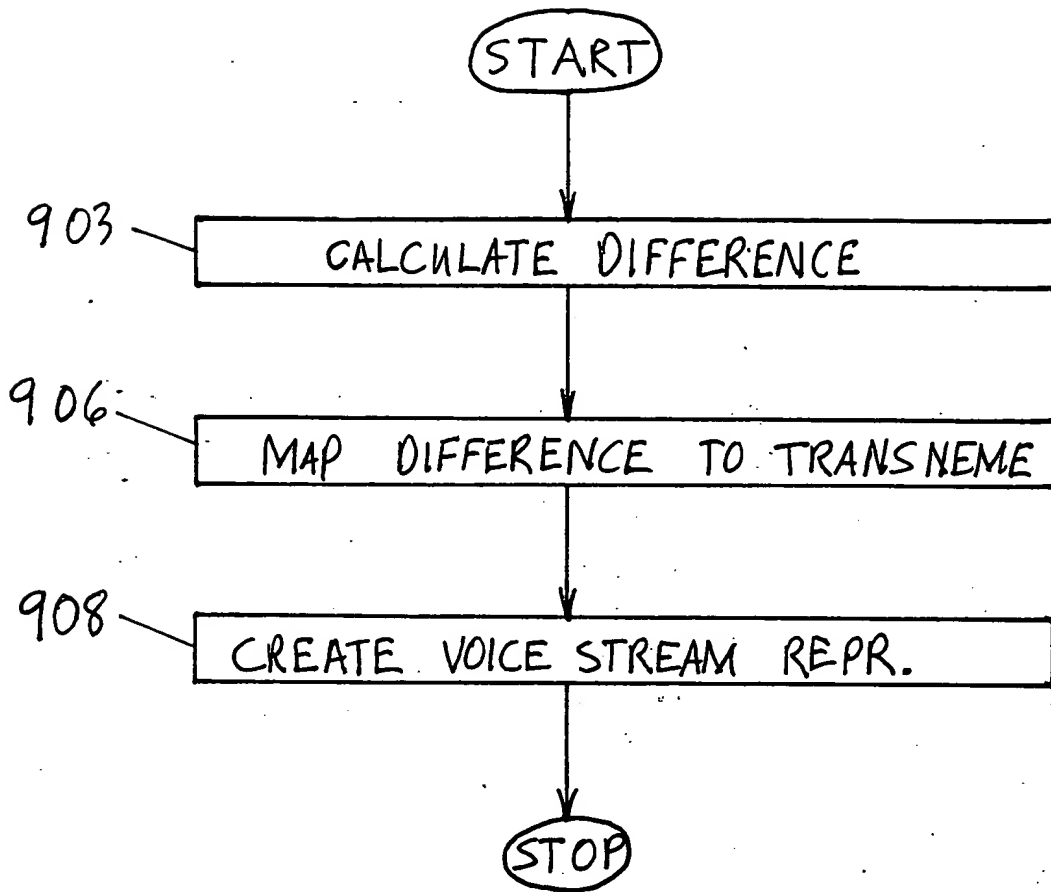 START
903
CALCULATE DIFFERENCE
906
MAP DIFFERENCE TO TRANSNEME
908
CREATE VOICE STREAM REPR.
STOP